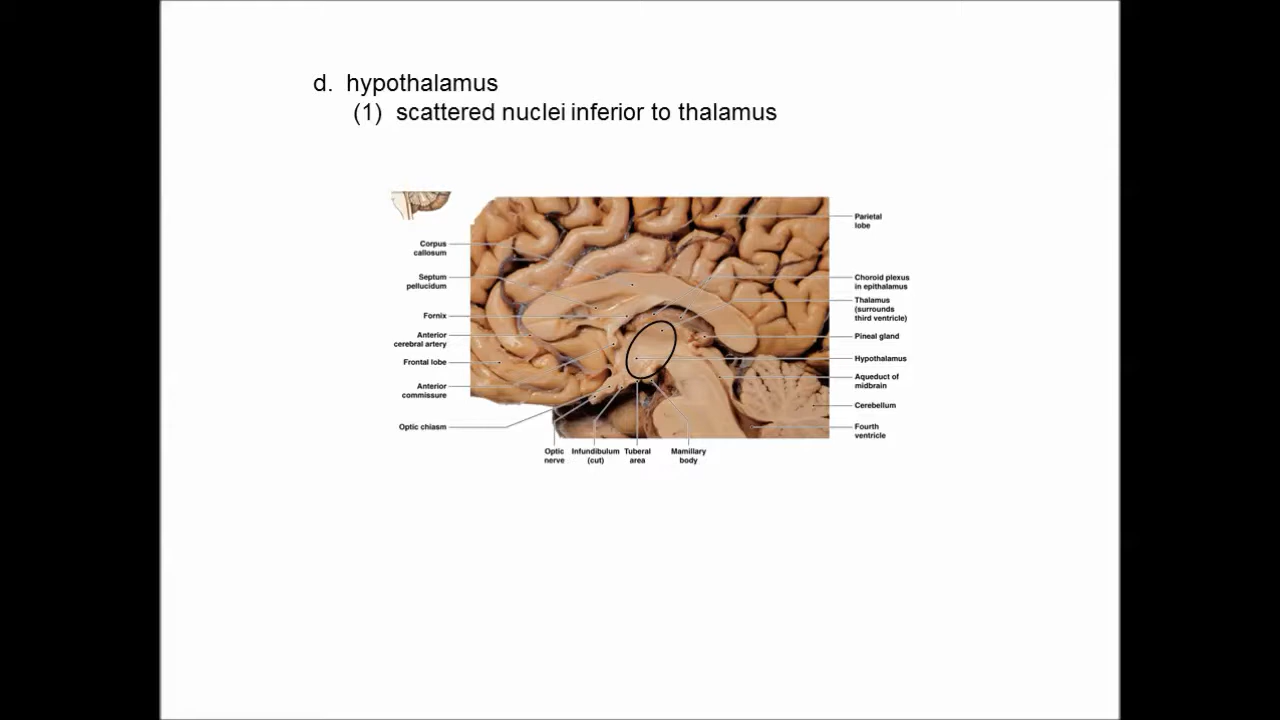 d. hypothalamus
(1) scattered nuclei inferior to thalamus
Corpus
callosum
Septum
pellucidum
Fornix
Anterior
cerebral artery
Frontal lobe
Anterior
commissure
Optic chiasm
Parietal
lobe
Choroid plexus
in epithalamus
Thalamus
(surrounds
third ventricle)
Pineal gland
Hypothalamus
Aqueduct of
midbrain
Cerebellum
Fourth
ventricle
Optic
nerve
Infundibulum
(cut)
Tuberal
area
Mamillary
body